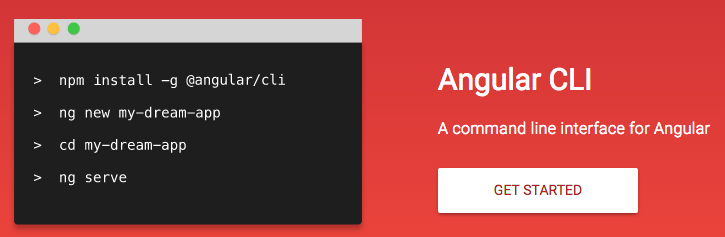 > npm install -g @angular/cli
> ng new my-dream-app
> cd my-dream-app
> ng serve
Angular CLI
A command line interface for Angular
GET STARTED